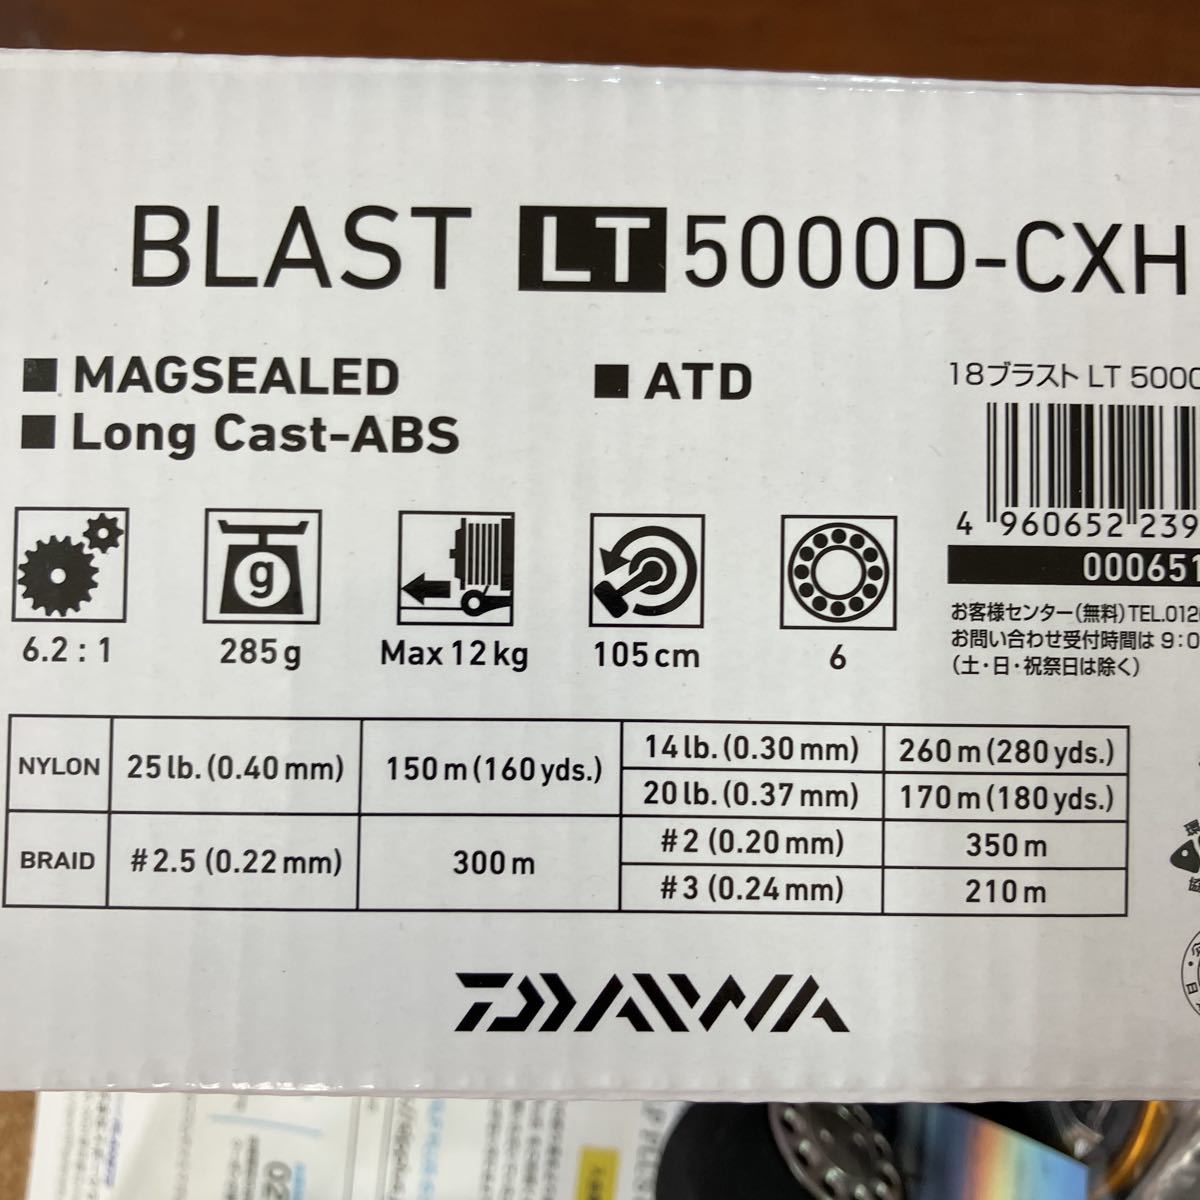 BLAST LT 5000D-CXH
■ MAGSEALED
■ ATD
■ Long Cast-ABS
18ブラスト LT 5000
4 960652 239
000651
お客様センター(無料)TEL.012
お問い合わせ受付時間は 9:0
(土・日・祝祭日は除く)
g
6.2:1
285g
Max 12kg
105cm
6
NYLON 25lb.(0.40mm) 150m(160yds.) 14lb.(0.30mm) 260m(280yds.)
20lb.(0.37mm) 170m(180yds.)
BRAID #2.5(0.22mm) 300m #2(0.20mm) 350m
#3(0.24mm) 210m
DAIWA